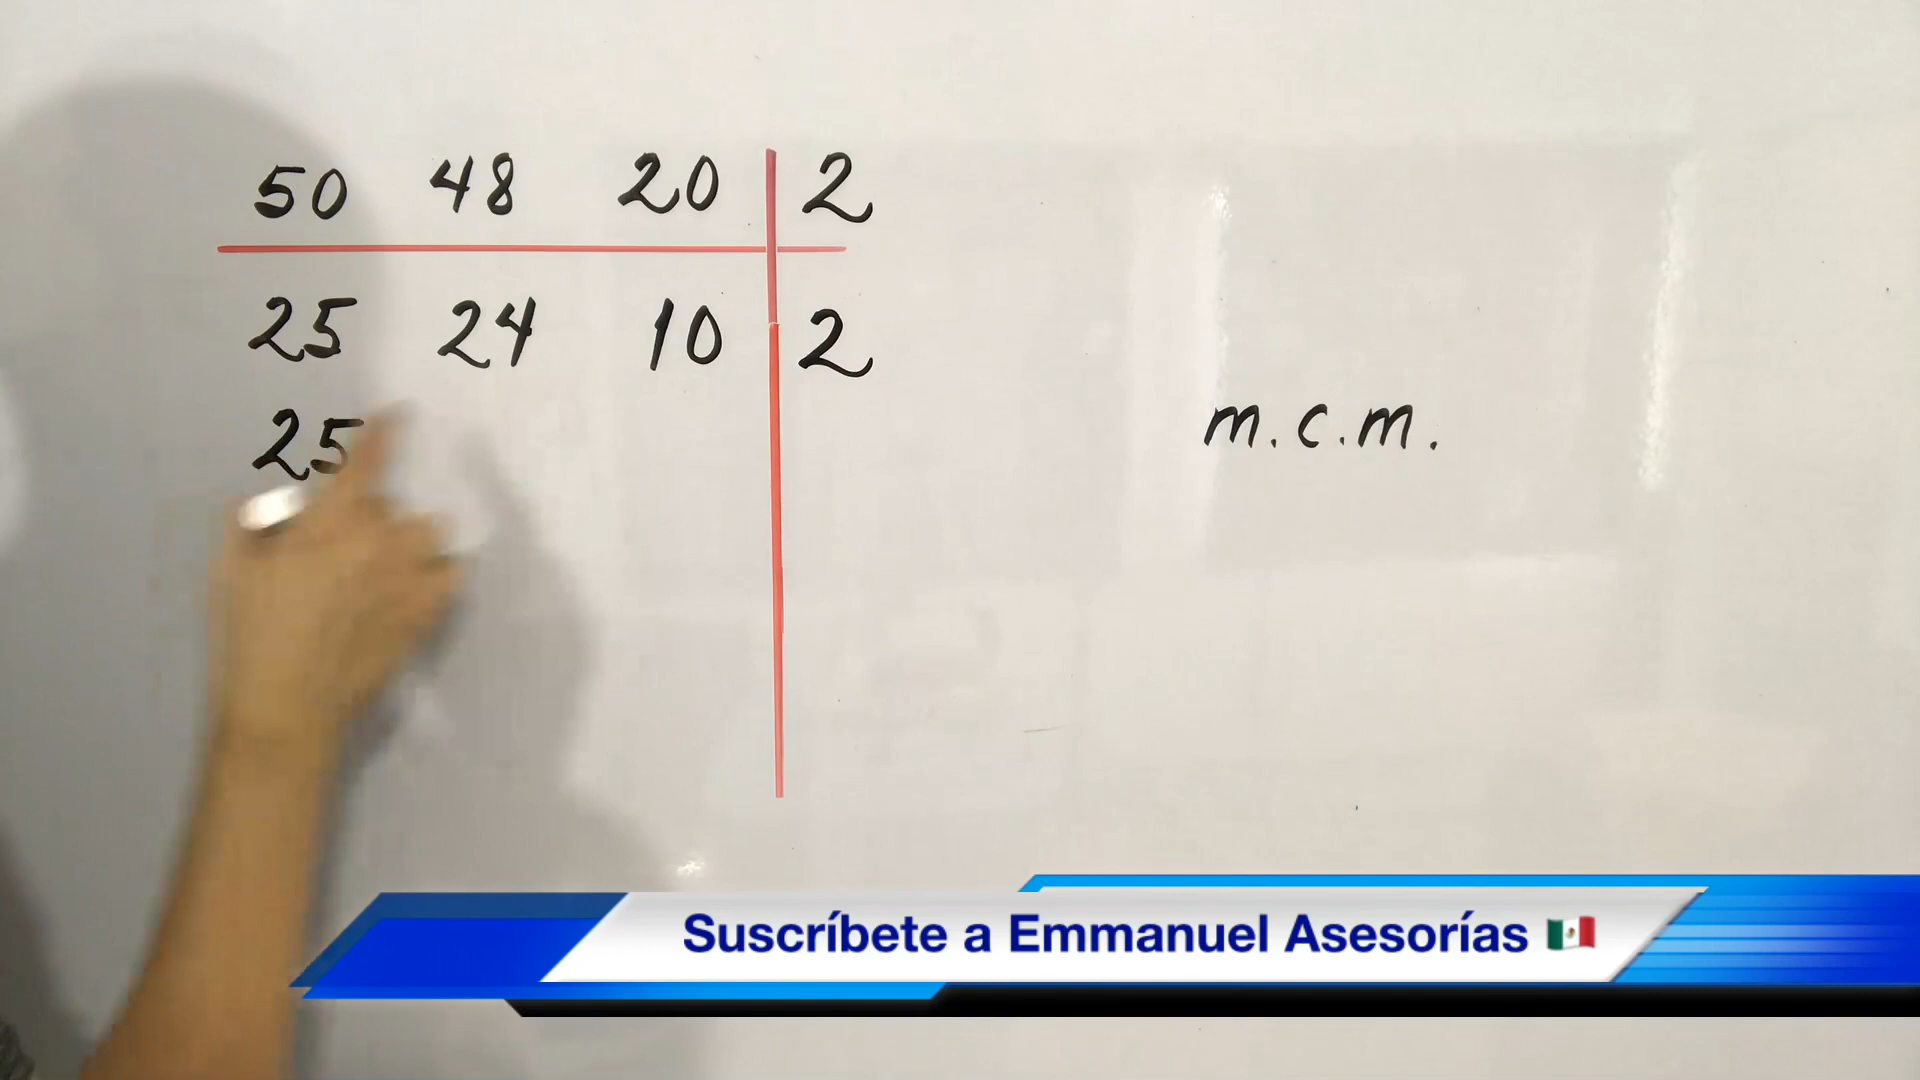 50 48 20 2
25 24 10 2
25
m.c.m.
Suscríbete a Emmanuel Asesorías